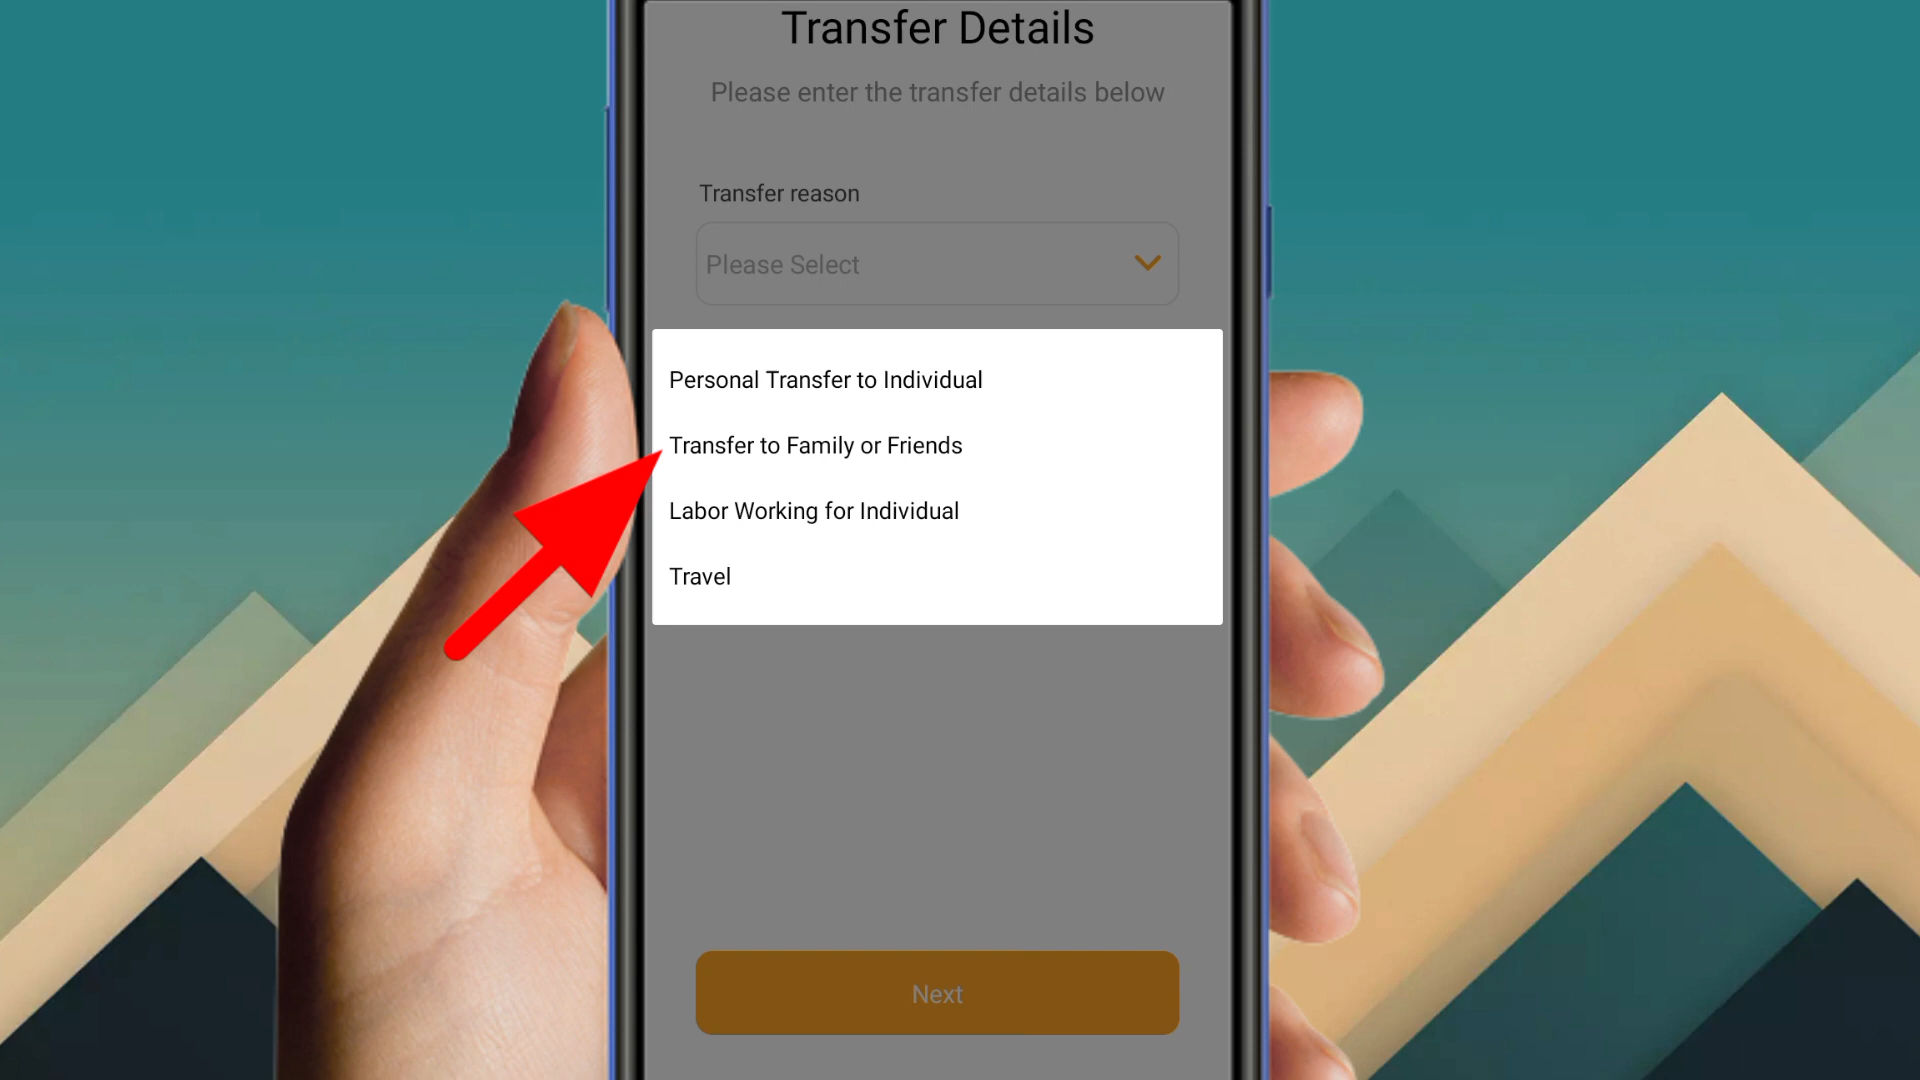 Transfer Details
Please enter the transfer details below
Transfer reason
Please Select
Personal Transfer to Individual
Transfer to Family or Friends
Labor Working for Individual
Travel
Next